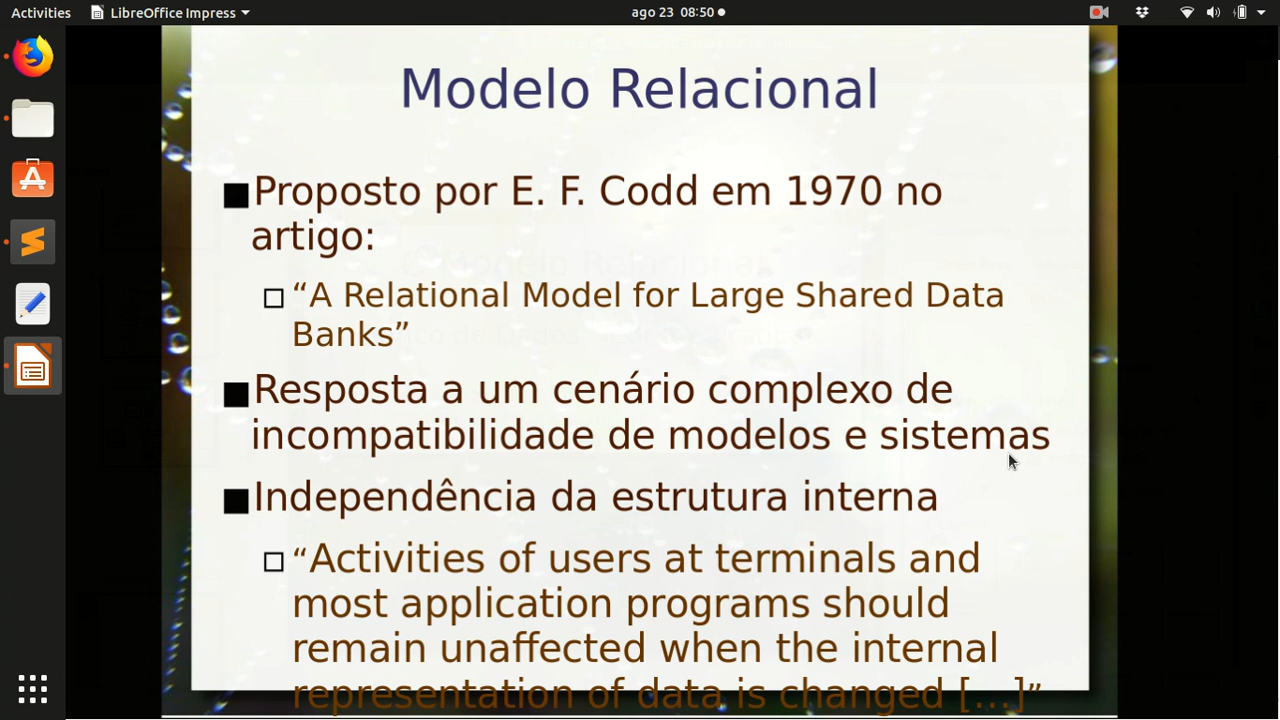 Activities LibreOffice Impress ago 23 08:50
Modelo Relacional
Proposto por E. F. Codd em 1970 no
artigo:
“A Relational Model for Large Shared Data
Banks”
Resposta a um cenário complexo de
incompatibilidade de modelos e sistemas
Independência da estrutura interna
“Activities of users at terminals and
most application programs should
remain unaffected when the internal
representation of data is changed [...]”